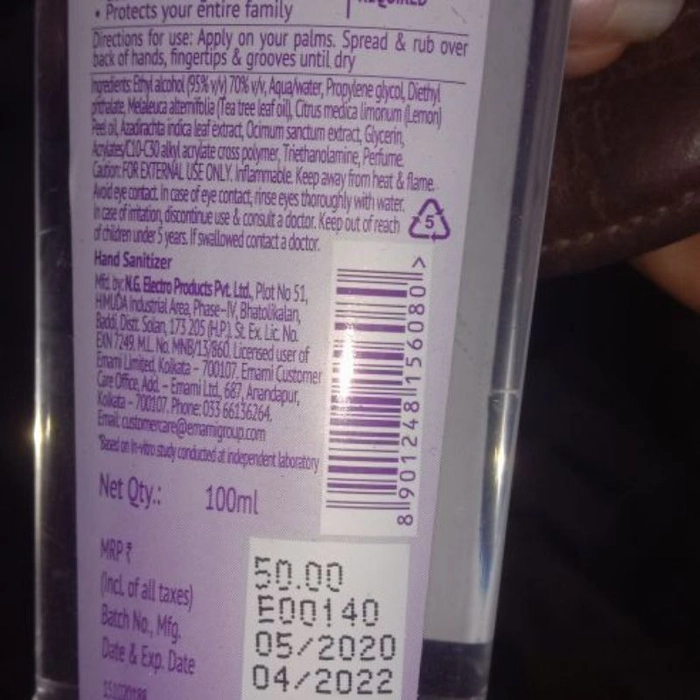 • Protects your entire family
REQUIRED
Directions for use: Apply on your palms. Spread & rub over
back of hands, fingertips & grooves until dry
Ingredients: Ethyl alcohol (95% v/v) 70% v/v, Aqua/water, Propylene glycol, Diethyl
phthalate, Melaleuca alternifolia (Tea tree leaf oil), Citrus medica limonum (Lemon)
Peel oil, Azadirachta indica leaf extract, Ocimum sanctum extract, Glycerin,
Acrylates/C10-C30 alkyl acrylate cross polymer, Triethanolamine, Perfume.
Caution: FOR EXTERNAL USE ONLY. Inflammable. Keep away from heat & flame.
Avoid eye contact. In case of eye contact, rinse eyes thoroughly with water.
In case of irritation, discontinue use & consult a doctor. Keep out of reach
of children under 5 years. If swallowed contact a doctor.
5
Hand Sanitizer
Mfd. by: N.G. Electro Products Pvt. Ltd., Plot No 51,
HIMUDA Industrial Area, Phase-IV, Bhatolikalan,
Baddi, Distt. Solan, 173 205 (H.P.). St. Ex. Lic. No.
EXN 7249. M.L. No. MNB/13/860. Licensed user of
Emami Limited, Kolkata - 700107. Emami Customer
Care Office, Add. - Emami Ltd., 687, Anandapur,
Kolkata - 700107. Phone: 033 66136264,
Email: customercare@emamigroup.com
*Based on In-vitro study conducted at independent laboratory
8 901248 156080 >
Net Qty.: 100ml
MRP ₹ 50.00
(Incl. of all taxes)
Batch No., Mfg. E00140
Date & Exp. Date 05/2020
04/2022